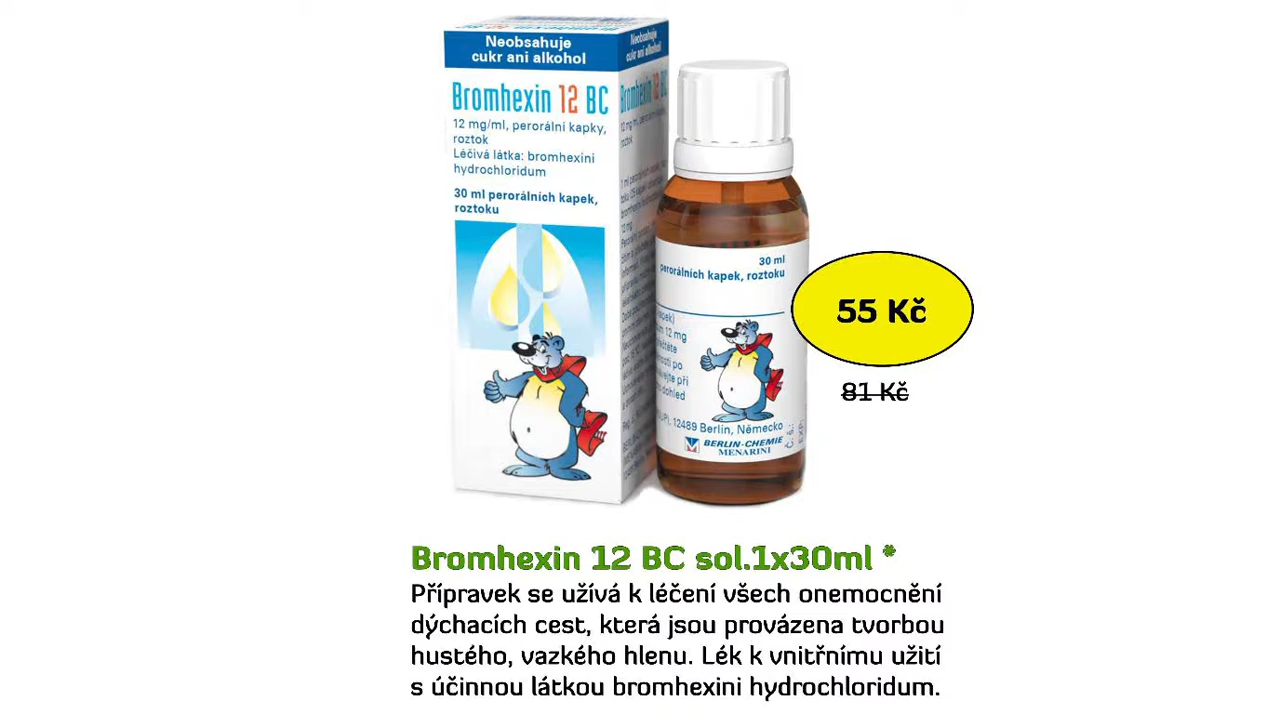 Neobsahuje
cukr ani alkohol
Bromhexin 12 BC
12 mg/ml, perorální kapky,
roztok
Léčivá látka: bromhexini
hydrochloridum
30 ml perorálních kapek,
roztoku
30 ml
perorálních kapek, roztoku
12 mg
12489 Berlín, Německo
BERLIN-CHEMIE
MENARINI
55 Kč
81 Kč
Bromhexin 12 BC sol.1x30ml *
Přípravek se užívá k léčení všech onemocnění
dýchacích cest, která jsou provázena tvorbou
hustého, vazkého hlenu. Lék k vnitřnímu užití
s účinnou látkou bromhexini hydrochloridum.